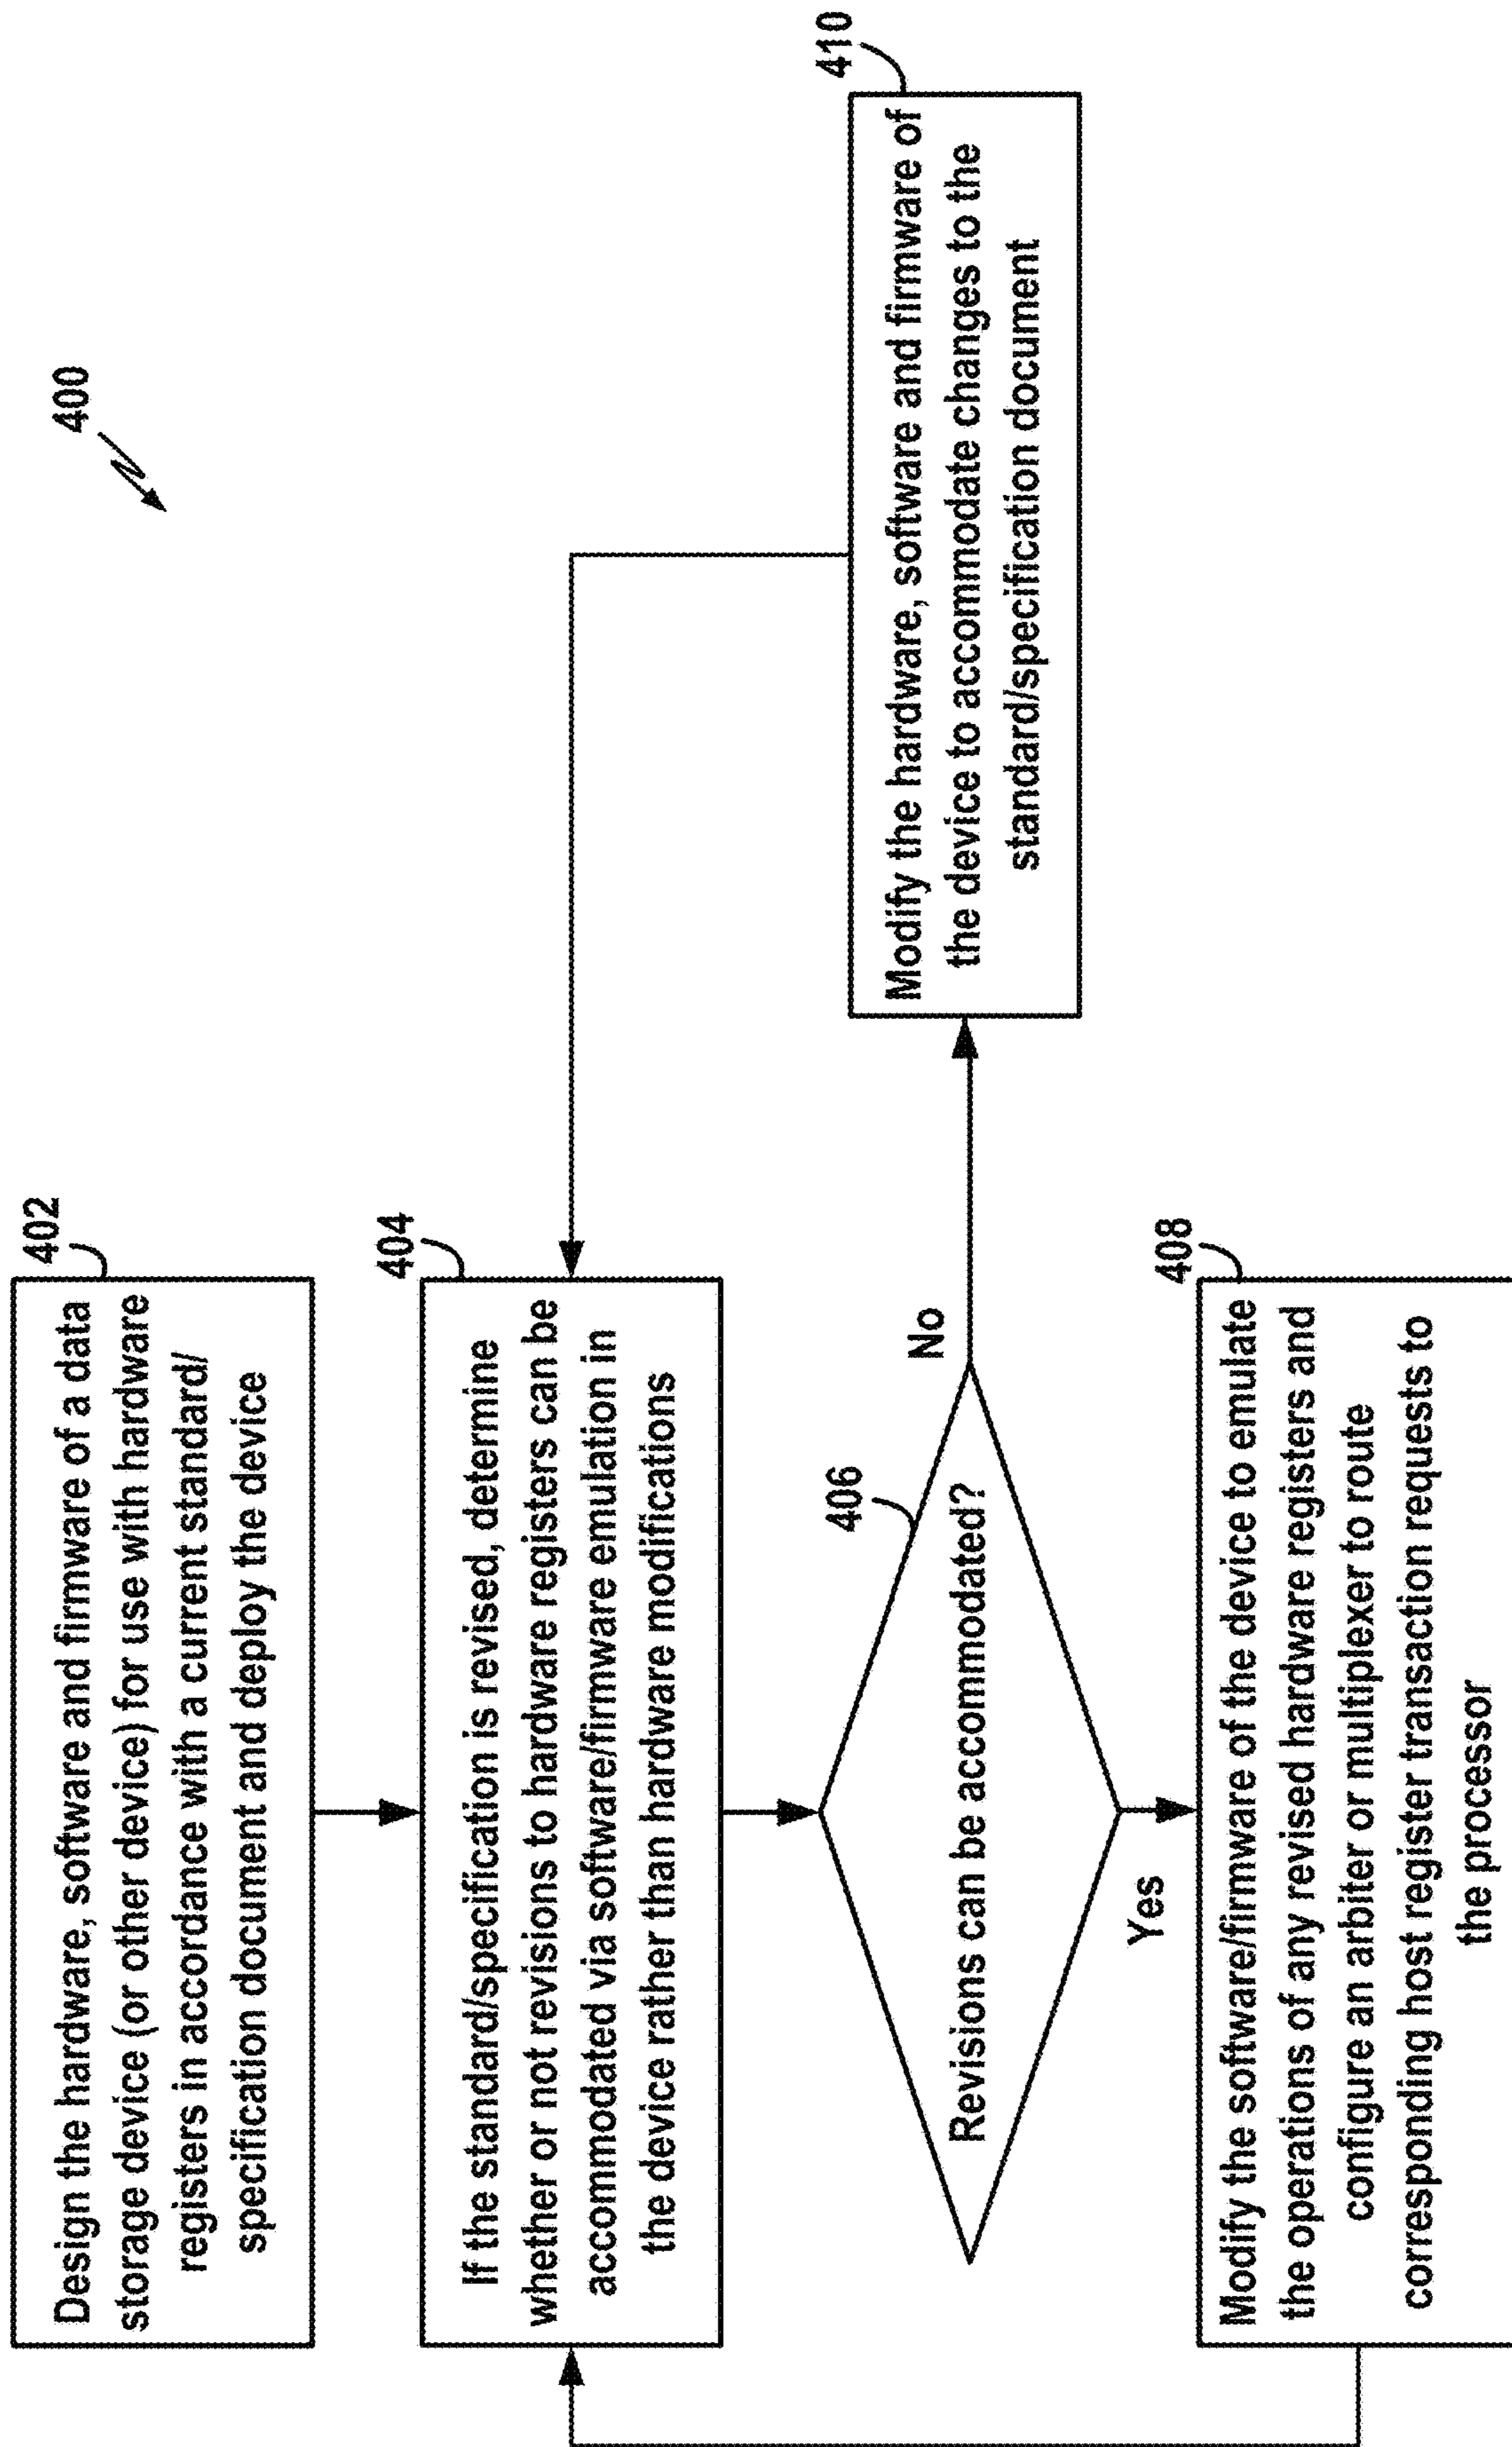 400
402
Design the hardware, software and firmware of a data
storage device (or other device) for use with hardware
registers in accordance with a current standard/
specification document and deploy the device
404
If the standard/specification is revised, determine
whether or not revisions to hardware registers can be
accommodated via software/firmware emulation in
the device rather than hardware modifications
406
Revisions can be accommodated?
No
Yes
410
Modify the hardware, software and firmware of
the device to accommodate changes to the
standard/specification document
408
Modify the software/firmware of the device to emulate
the operations of any revised hardware registers and
configure an arbiter or multiplexer to route
corresponding host register transaction requests to
the processor